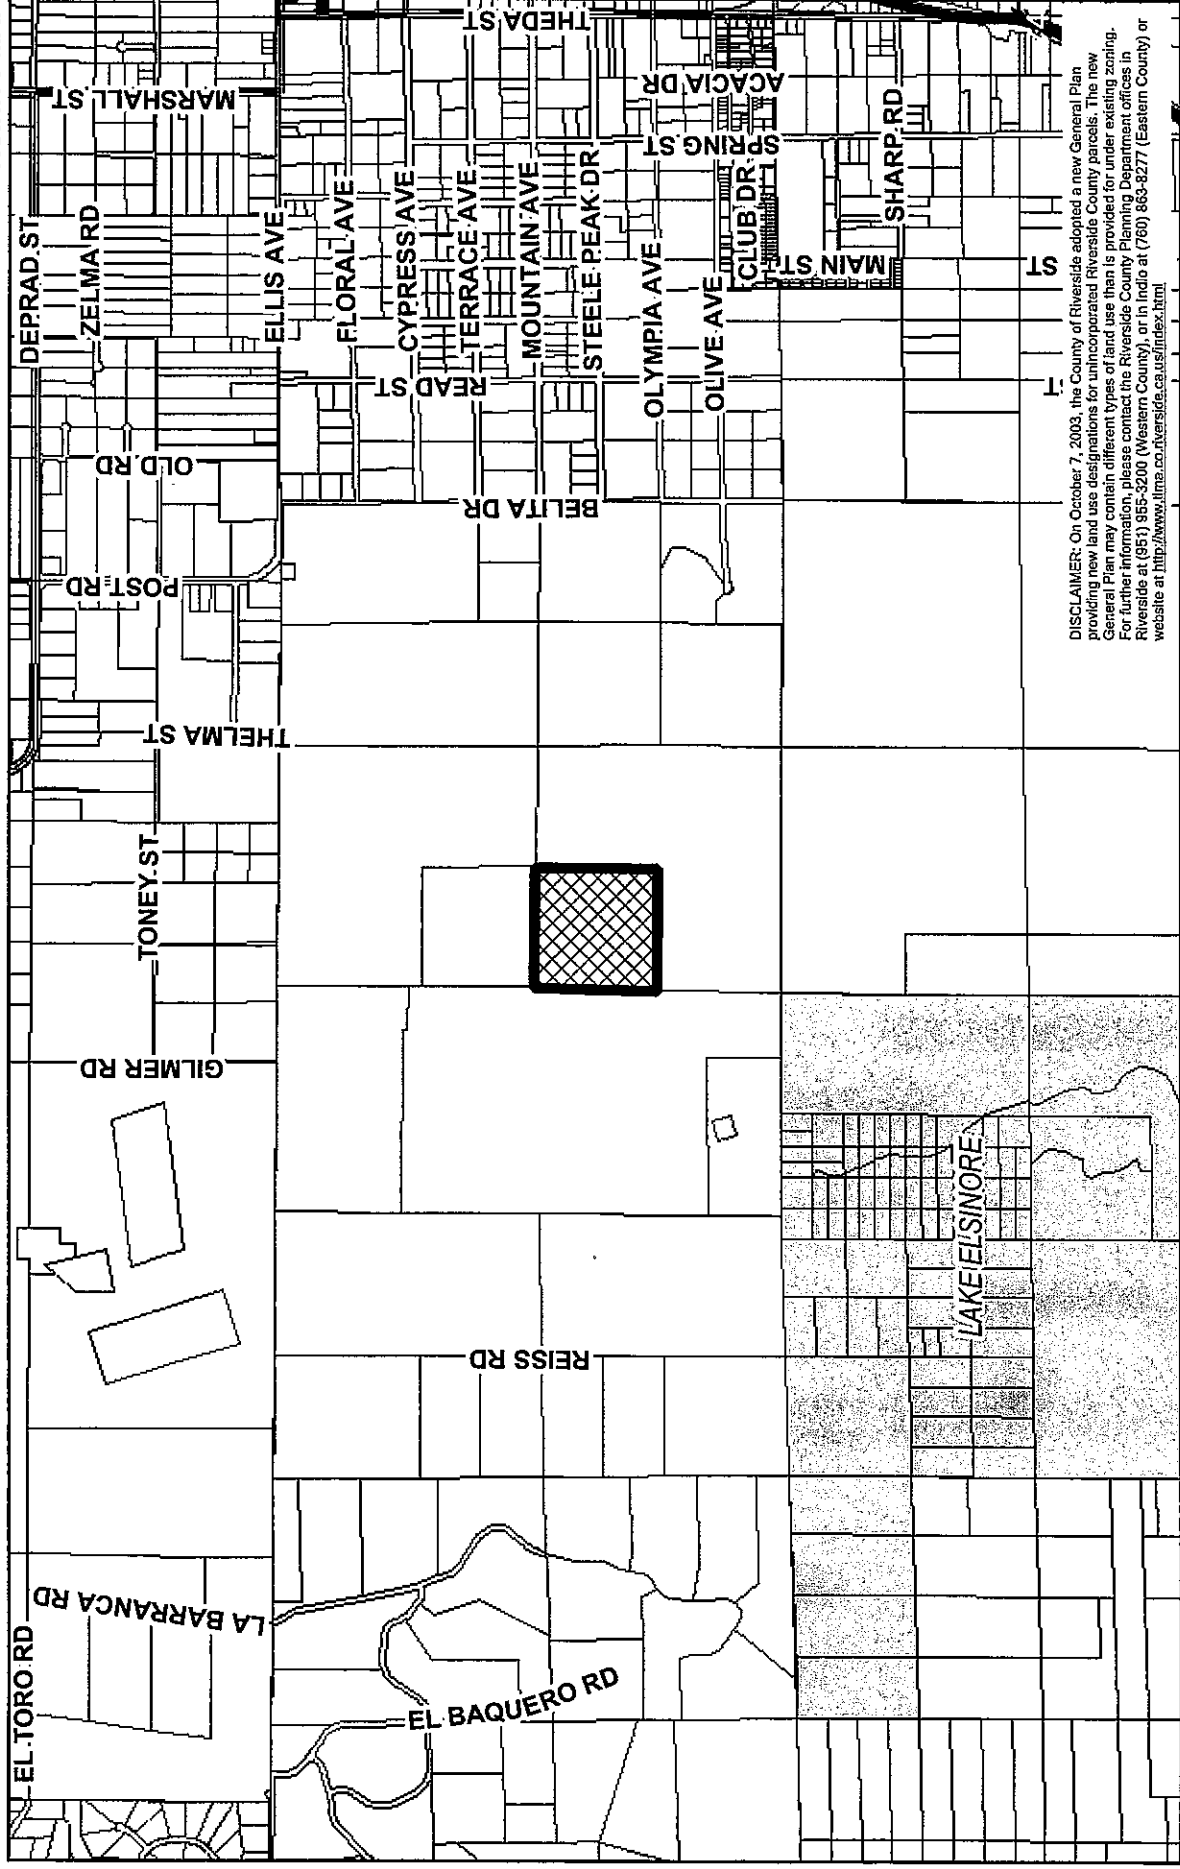 THEDA ST
MARSHALL ST
ACACIA DR
SPRING ST
DEPRAD ST
ZELMA RD
ELLIS AVE
FLORAL AVE
CYPRESS AVE
TERRACE AVE
MOUNTAIN AVE
STEELE PEAK DR
OLYMPIA AVE
OLIVE AVE
CLUB DR
MAIN ST
SHARP RD
ST
ST
READ ST
OLD RD
BELITA DR
POST RD
THELMA ST
TONEY ST
GILMER RD
LAKE ELSINORE
REISS RD
LA BARRANCA RD
EL TORO RD
EL BAQUERO RD
DISCLAIMER: On October 7, 2003, the County of Riverside adopted a new General Plan
providing new land use designations for unincorporated Riverside County parcels. The new
General Plan may contain different types of land use than is provided for under existing zoning.
For further information, please contact the Riverside County Planning Department offices in
Riverside at (951) 955-3200 (Western County), or in Indio at (760) 863-8277 (Eastern County) or
website at http://www.tlma.co.riverside.ca.us/index.html